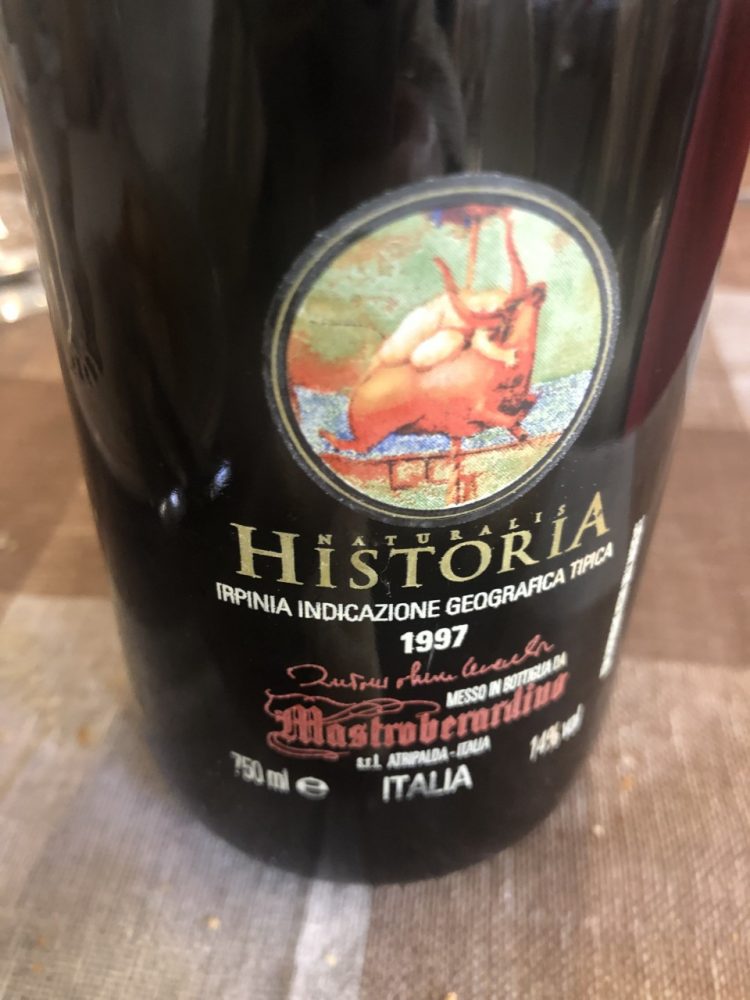 NATURALIS
HISTORIA
IRPINIA INDICAZIONE GEOGRAFICA TIPICA
1997
MESSO IN BOTTIGLIA DA
Mastroberardino
s.r.l. ATRIPALDA - ITALIA
750 ml e
14% vol
ITALIA